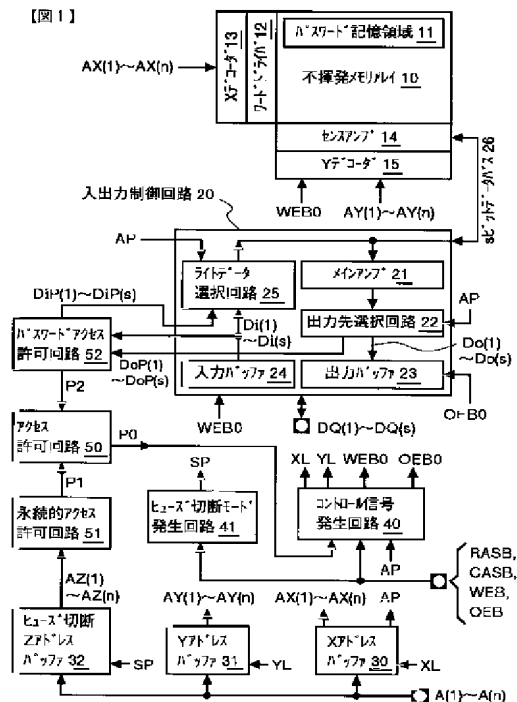 【図1】
AX(1)～AX(n)
Xデコーダ 13
ワードドライバ 12
パスワード記憶領域 11
不揮発メモリアレイ 10
センスアンプ 14
Yデコーダ 15
sビットデータバス 26
WEB0
AY(1)～AY(n)
入出力制御回路 20
AP
ライトデータ
選択回路 25
メインアンプ 21
DiP(1)～DiP(s)
Di(1)
～Di(s)
出力先選択回路 22
AP
パスワードアクセス
許可回路 52
DoP(1)
～DoP(s)
Do(1)
～Do(s)
入力バッファ 24
出力バッファ 23
P2
WEB0
DQ(1)～DQ(s)
OEB0
アクセス
許可回路 50
P0
SP
XL
YL
WEB0
OEB0
P1
ヒューズ切断モード
発生回路 41
コントロール信号
発生回路 40
永続的アクセス
許可回路 51
AP
RASB,
CASB,
WEB,
OEB
AZ(1)
～AZ(n)
AY(1)～AY(n)
AX(1)～AX(n)
AP
ヒューズ切断
Zアドレス
バッファ 32
SP
Yアドレス
バッファ 31
YL
Xアドレス
バッファ 30
XL
A(1)～A(n)